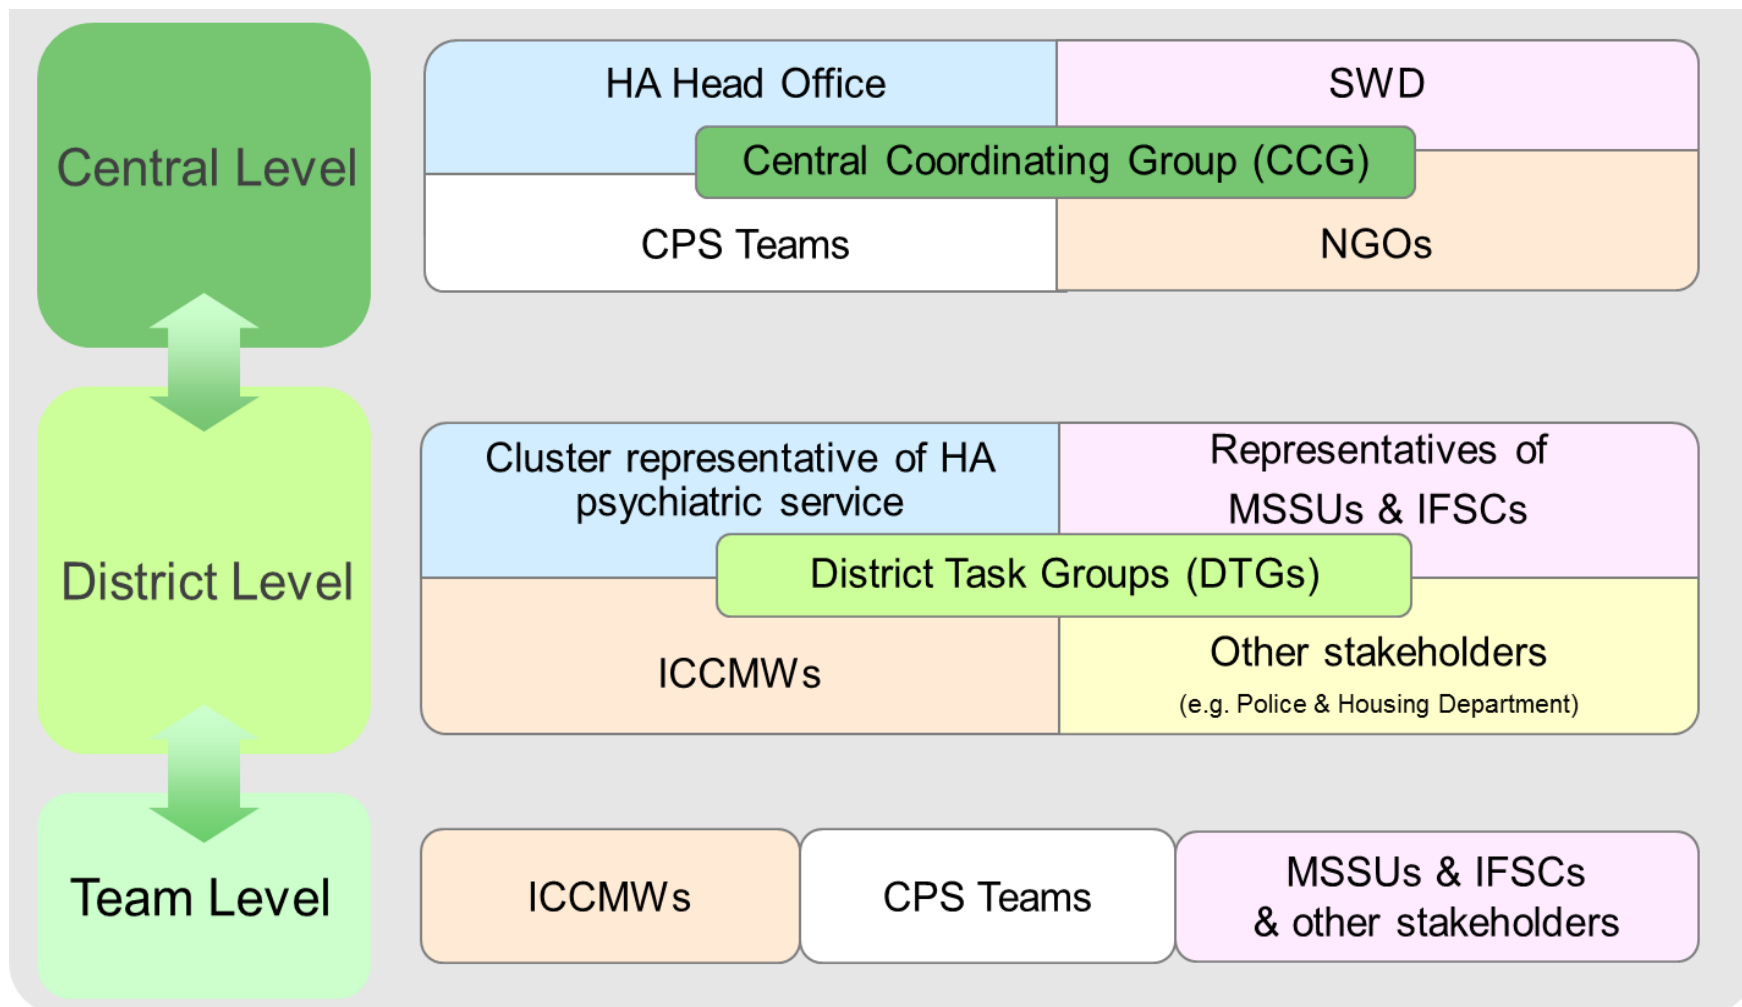 Central Level
HA Head Office
SWD
Central Coordinating Group (CCG)
CPS Teams
NGOs
District Level
Cluster representative of HA
psychiatric service
Representatives of
MSSUs & IFSCs
District Task Groups (DTGs)
ICCMWs
Other stakeholders
(e.g. Police & Housing Department)
Team Level
ICCMWs
CPS Teams
MSSUs & IFSCs
& other stakeholders